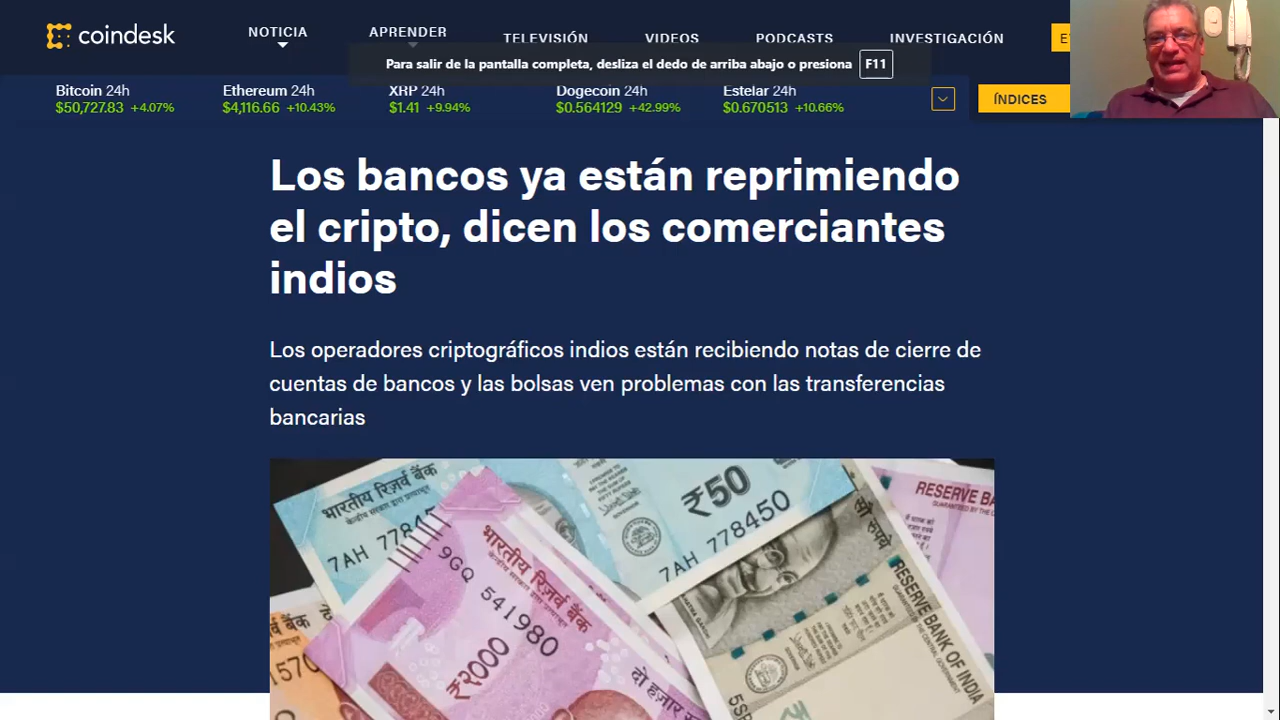 coindesk
NOTICIA
APRENDER
TELEVISIÓN
VIDEOS
PODCASTS
INVESTIGACIÓN
Para salir de la pantalla completa, desliza el dedo de arriba abajo o presiona F11
Bitcoin 24h
$50,727.83 +4.07%
Ethereum 24h
$4,116.66 +10.43%
XRP 24h
$1.41 +9.94%
Dogecoin 24h
$0.564129 +42.99%
Estelar 24h
$0.670513 +10.66%
ÍNDICES
Los bancos ya están reprimiendo
el cripto, dicen los comerciantes
indios
Los operadores criptográficos indios están recibiendo notas de cierre de
cuentas de bancos y las bolsas ven problemas con las transferencias
bancarias
भारतीय रिज़र्व बैंक
₹50
7AH 778450
भारतीय रिज़र्व बैंक
9GQ 541980
₹2000
सौ रुपये
RESERVE BANK OF INDIA